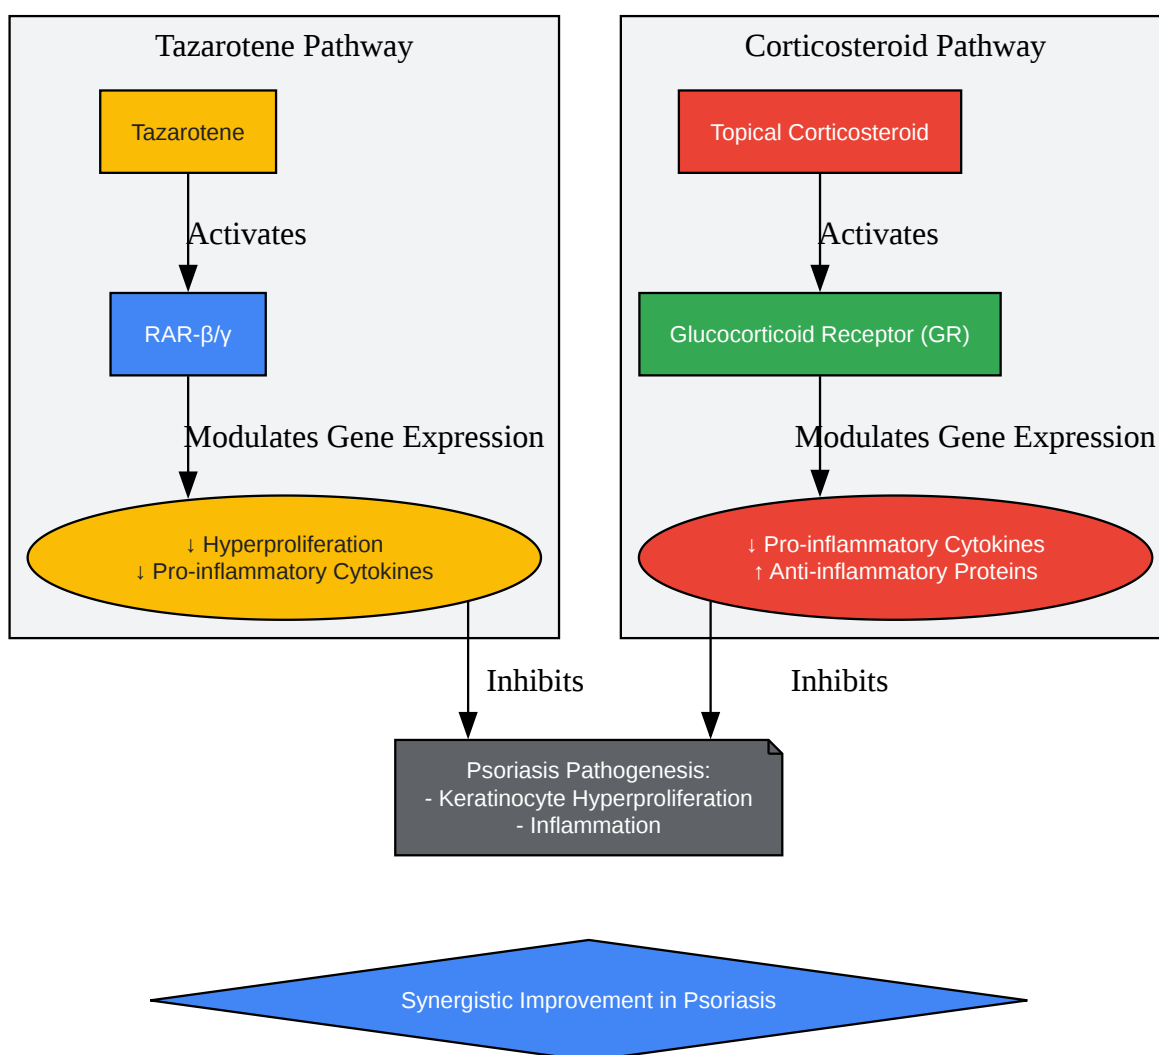 Tazarotene Pathway
Tazarotene
Activates
RAR-β/γ
Modulates Gene Expression
↓ Hyperproliferation
↓ Pro-inflammatory Cytokines
Inhibits
Corticosteroid Pathway
Topical Corticosteroid
Activates
Glucocorticoid Receptor (GR)
Modulates Gene Expression
↓ Pro-inflammatory Cytokines
↑ Anti-inflammatory Proteins
Inhibits
Psoriasis Pathogenesis:
- Keratinocyte Hyperproliferation
- Inflammation
Synergistic Improvement in Psoriasis